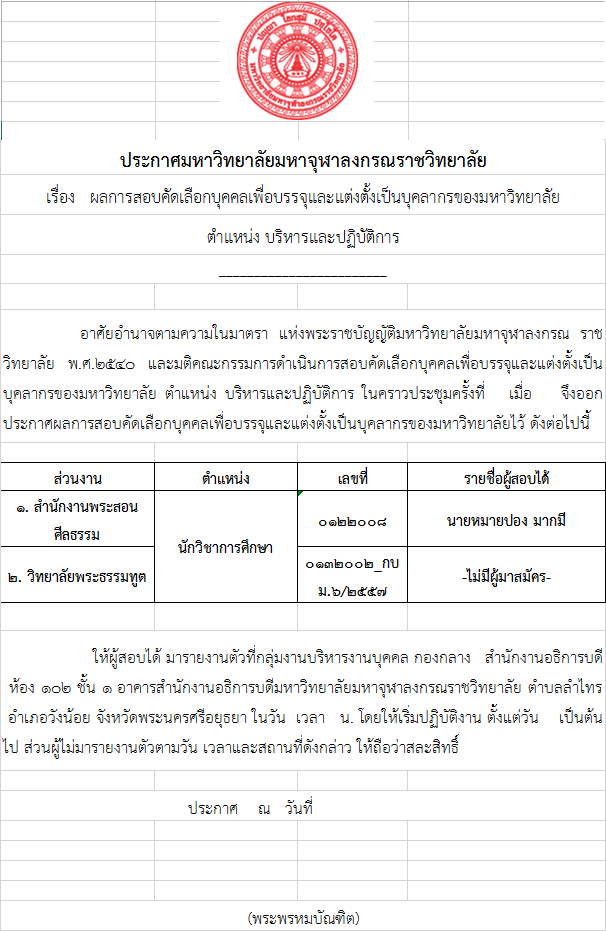 ปญฺญา โลกสฺมิ ปชฺโชโต
มหาวิทยาลัยมหาจุฬาลงกรณราชวิทยาลัย
ประกาศมหาวิทยาลัยมหาจุฬาลงกรณราชวิทยาลัย
เรื่อง ผลการสอบคัดเลือกบุคคลเพื่อบรรจุและแต่งตั้งเป็นบุคลากรของมหาวิทยาลัย
ตำแหน่ง บริหารและปฏิบัติการ
________________________
อาศัยอำนาจตามความในมาตรา แห่งพระราชบัญญัติมหาวิทยาลัยมหาจุฬาลงกรณ ราช
วิทยาลัย พ.ศ.๒๕๔๐ และมติคณะกรรมการดำเนินการสอบคัดเลือกบุคคลเพื่อบรรจุและแต่งตั้งเป็น
บุคลากรของมหาวิทยาลัย ตำแหน่ง บริหารและปฏิบัติการ ในคราวประชุมครั้งที่ เมื่อ จึงออก
ประกาศผลการสอบคัดเลือกบุคคลเพื่อบรรจุและแต่งตั้งเป็นบุคลากรของมหาวิทยาลัยไว้ ดังต่อไปนี้
ส่วนงาน ตำแหน่ง เลขที่ รายชื่อผู้สอบได้
๑. สำนักงานพระสอน
ศีลธรรม
นักวิชาการศึกษา
๐๑๒๒๐๐๘
นายหมายปอง มากมี
๒. วิทยาลัยพระธรรมทูต
๐๑๓๒๐๐๒_กบ
ม.๖/๒๕๕๗
-ไม่มีผู้มาสมัคร-
ให้ผู้สอบได้ มารายงานตัวที่กลุ่มงานบริหารงานบุคคล กองกลาง สำนักงานอธิการบดี
ห้อง ๑๐๒ ชั้น ๑ อาคารสำนักงานอธิการบดีมหาวิทยาลัยมหาจุฬาลงกรณราชวิทยาลัย ตำบลลำไทร
อำเภอวังน้อย จังหวัดพระนครศรีอยุธยา ในวัน เวลา น. โดยให้เริ่มปฏิบัติงาน ตั้งแต่วัน เป็นต้น
ไป ส่วนผู้ไม่มารายงานตัวตามวัน เวลาและสถานที่ดังกล่าว ให้ถือว่าสละสิทธิ์
ประกาศ ณ วันที่
(พระพรหมบัณฑิต)